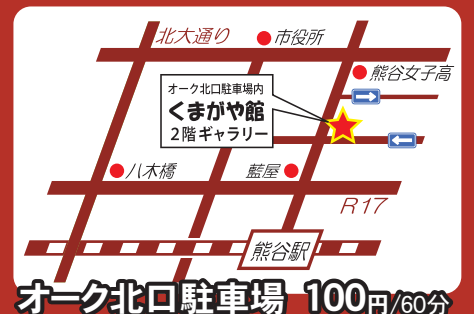 北大通り
市役所
熊谷女子高
オーク北口駐車場内
くまがや館
2階ギャラリー
八木橋
藍屋
R17
熊谷駅
オーク北口駐車場 100円/60分